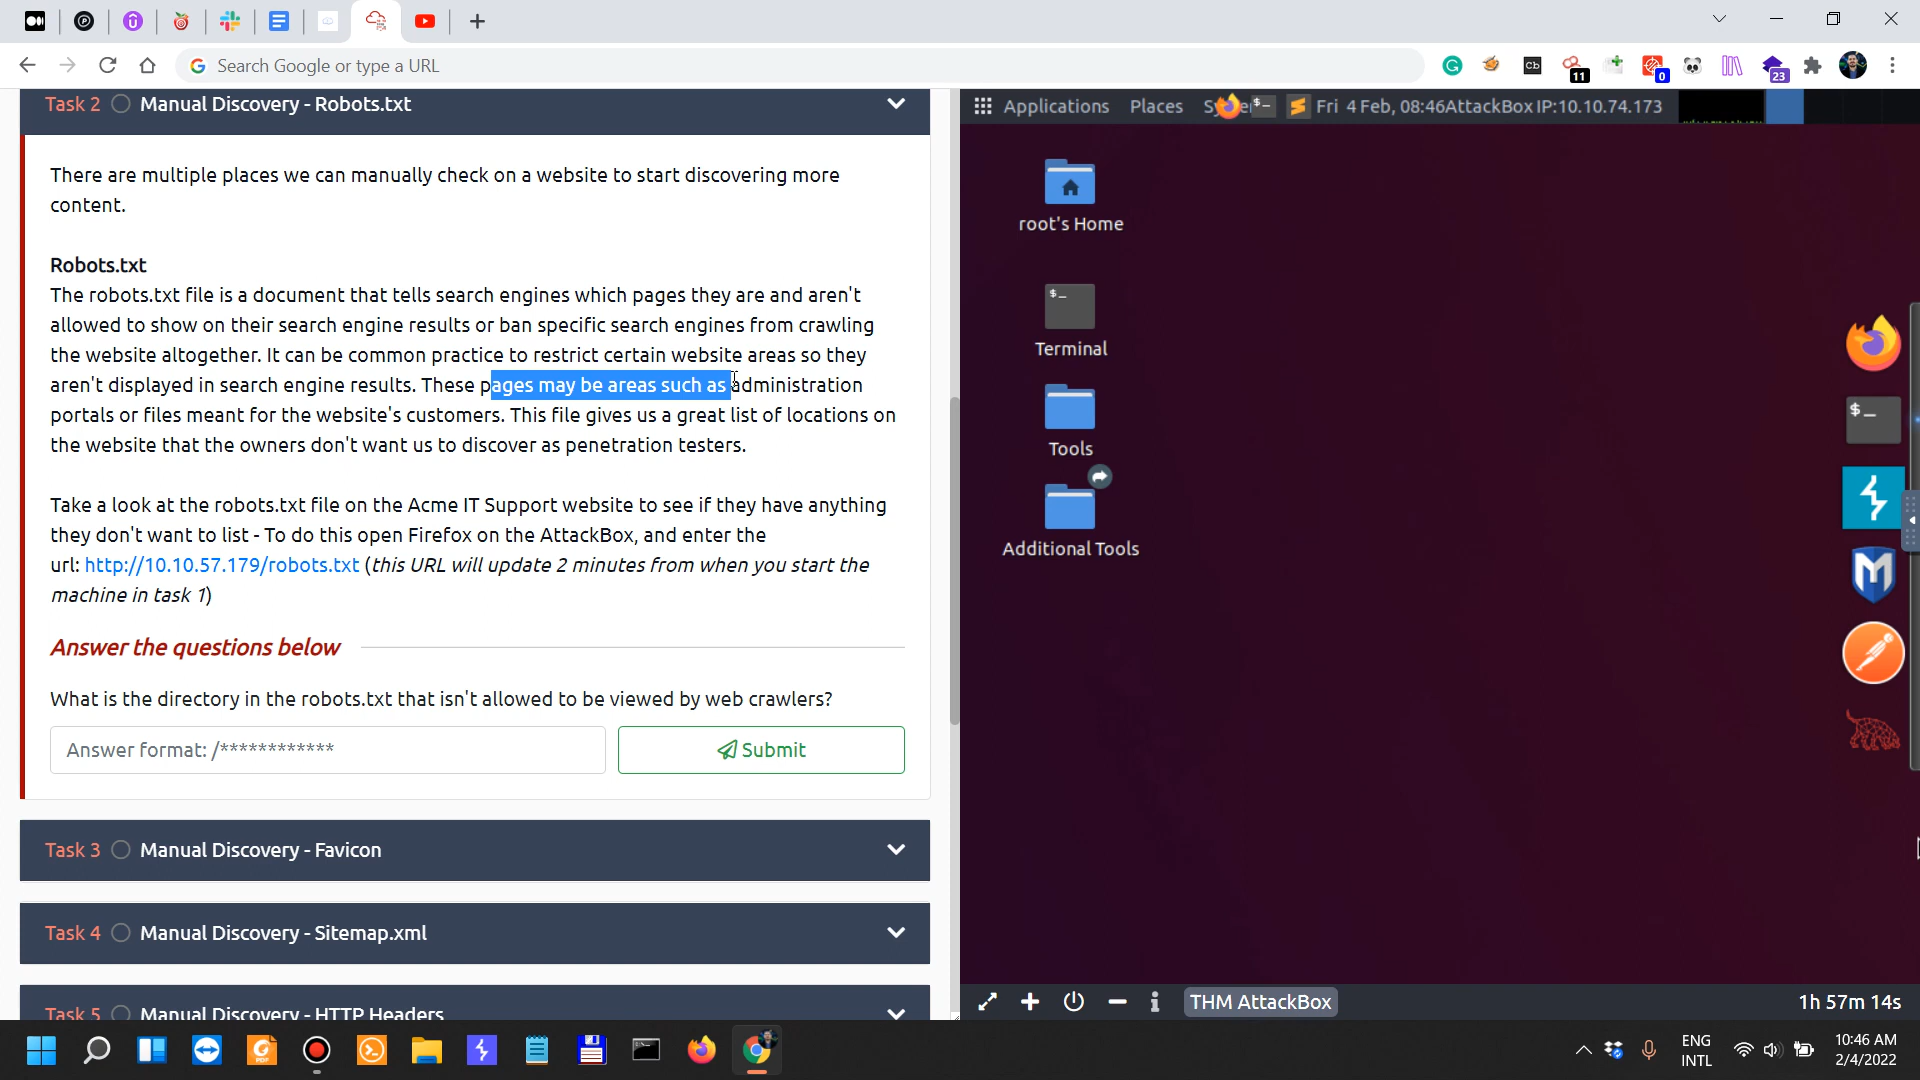 Search Google or type a URL
cb
11
0
23
Task 2 Manual Discovery - Robots.txt
There are multiple places we can manually check on a website to start discovering more
content.
Robots.txt
The robots.txt file is a document that tells search engines which pages they are and aren't
allowed to show on their search engine results or ban specific search engines from crawling
the website altogether. It can be common practice to restrict certain website areas so they
aren't displayed in search engine results. These pages may be areas such as administration
portals or files meant for the website's customers. This file gives us a great list of locations on
the website that the owners don't want us to discover as penetration testers.
Take a look at the robots.txt file on the Acme IT Support website to see if they have anything
they don't want to list - To do this open Firefox on the AttackBox, and enter the
url: http://10.10.57.179/robots.txt (this URL will update 2 minutes from when you start the
machine in task 1)
Answer the questions below
What is the directory in the robots.txt that isn't allowed to be viewed by web crawlers?
Answer format: /************
Submit
Task 3 Manual Discovery - Favicon
Task 4 Manual Discovery - Sitemap.xml
Task 5 Manual Discovery - HTTP Headers
Applications Places Fri 4 Feb, 08:46 AttackBox IP:10.10.74.173
root's Home
$_
Terminal
Tools
Additional Tools
$_
THM AttackBox
1h 57m 14s
PDF
ENG
INTL
10:46 AM
2/4/2022